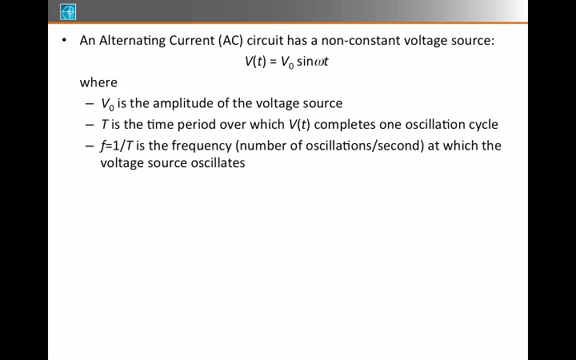 • An Alternating Current (AC) circuit has a non-constant voltage source:
V(t) = V₀ sinωt
where
– V₀ is the amplitude of the voltage source
– T is the time period over which V(t) completes one oscillation cycle
– f=1/T is the frequency (number of oscillations/second) at which the
voltage source oscillates